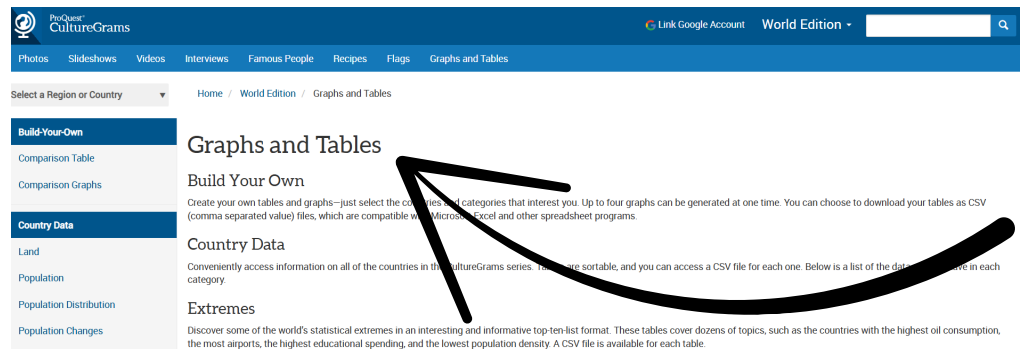 ProQuest
CultureGrams
Link Google Account
World Edition
Photos Slideshows Videos Interviews Famous People Recipes Flags Graphs and Tables
Select a Region or Country
Home / World Edition / Graphs and Tables
Build-Your-Own
Comparison Table
Comparison Graphs
Country Data
Land
Population
Population Distribution
Population Changes
Graphs and Tables
Build Your Own
Create your own tables and graphs—just select the and categories that interest you. Up to four graphs can be generated at one time. You can choose to download your tables as CSV
(comma separated value) files, which are compatible Microsoft Excel and other spreadsheet programs.
Country Data
Conveniently access information on all of the countries in the CultureGrams series. are sortable, and you can access a CSV file for each one. Below is a list of the data in each
category.
Extremes
Discover some of the world's statistical extremes in an interesting and informative top-ten-list format. These tables cover dozens of topics, such as the countries with the highest oil consumption,
the most airports, the highest educational spending, and the lowest population density. A CSV file is available for each table.